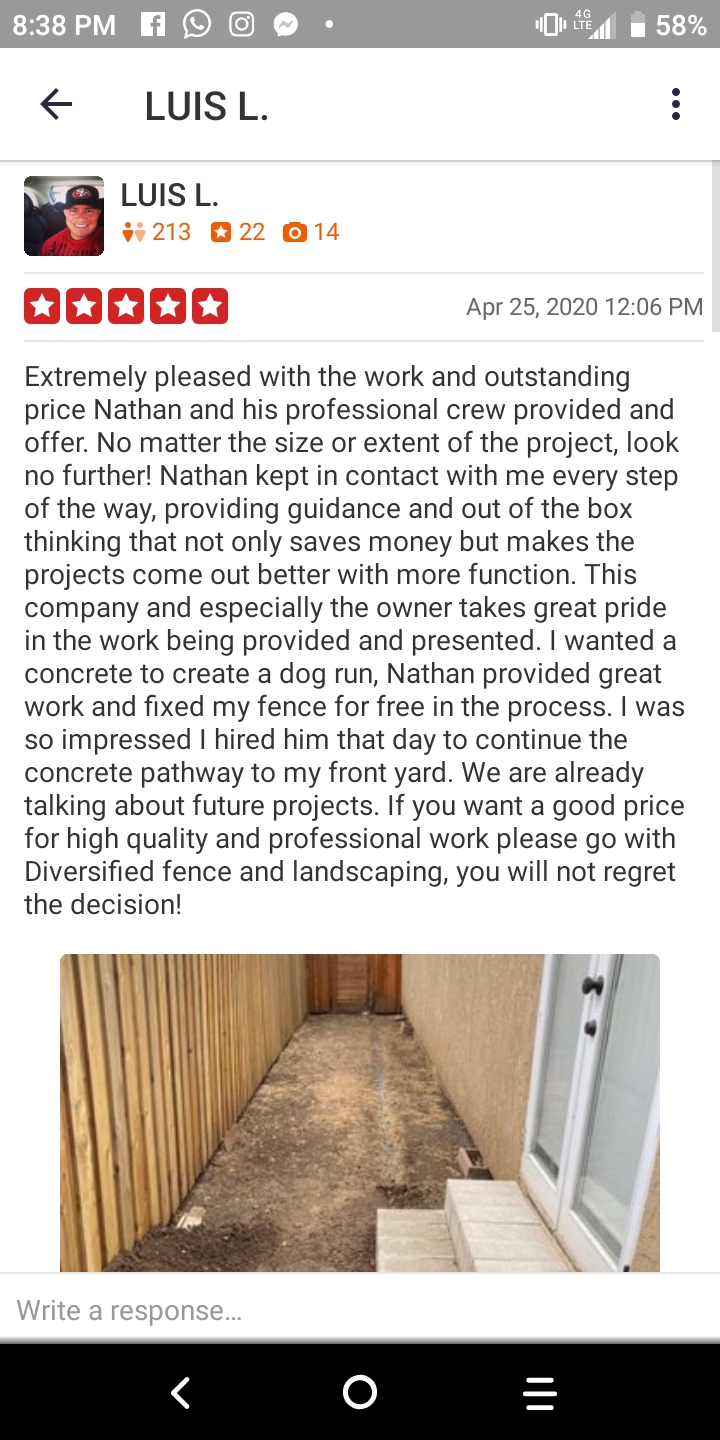 8:38 PM
4G
LTE
58%
LUIS L.
LUIS L.
213 22 14
Apr 25, 2020 12:06 PM
Extremely pleased with the work and outstanding
price Nathan and his professional crew provided and
offer. No matter the size or extent of the project, look
no further! Nathan kept in contact with me every step
of the way, providing guidance and out of the box
thinking that not only saves money but makes the
projects come out better with more function. This
company and especially the owner takes great pride
in the work being provided and presented. I wanted a
concrete to create a dog run, Nathan provided great
work and fixed my fence for free in the process. I was
so impressed I hired him that day to continue the
concrete pathway to my front yard. We are already
talking about future projects. If you want a good price
for high quality and professional work please go with
Diversified fence and landscaping, you will not regret
the decision!
Write a response...